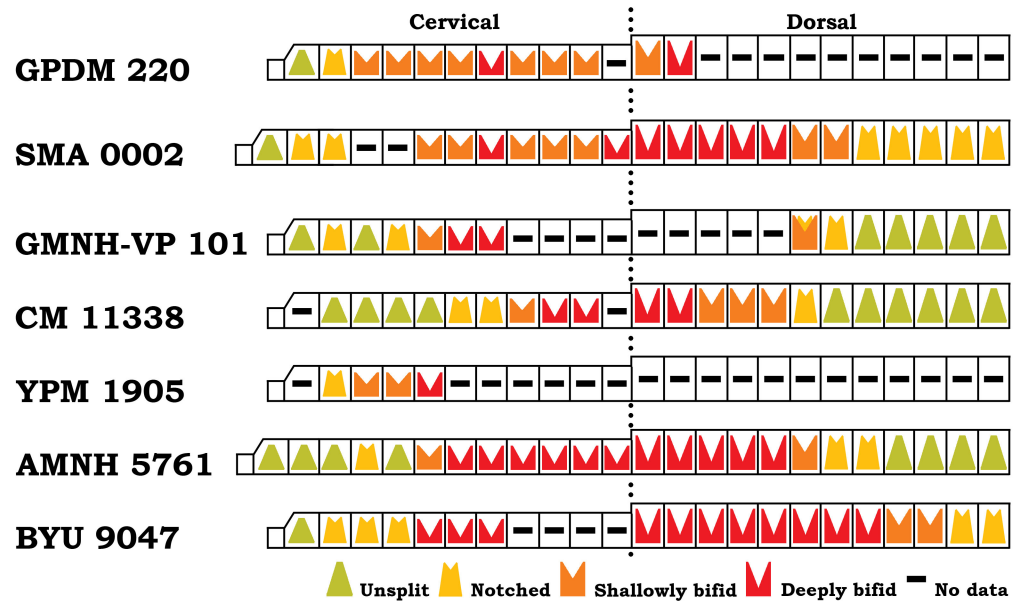 Cervical Dorsal
GPDM 220
SMA 0002
GMNH-VP 101
CM 11338
YPM 1905
AMNH 5761
BYU 9047
Unsplit Notched Shallowly bifid Deeply bifid No data